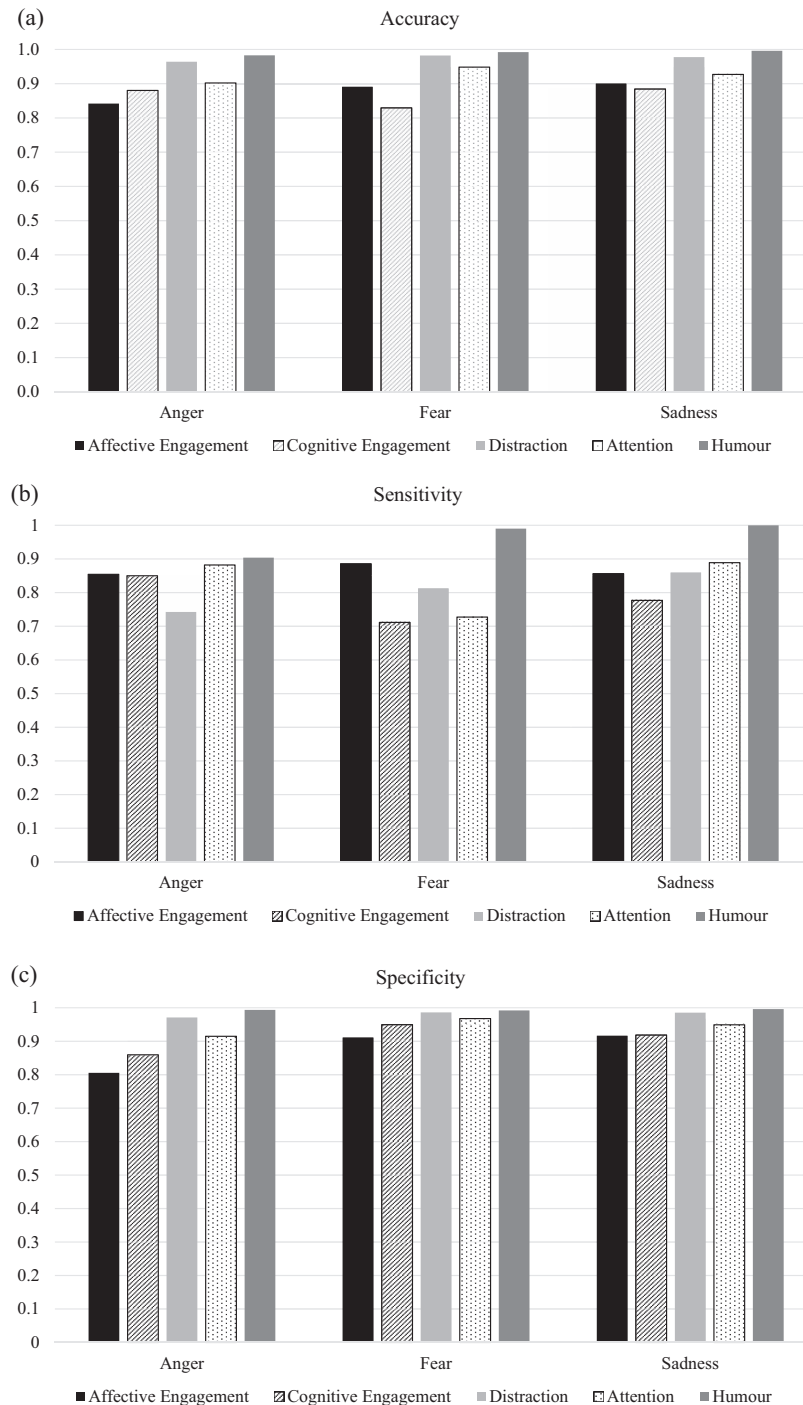 (a)
Accuracy
1.0
0.9
0.8
0.7
0.6
0.5
0.4
0.3
0.2
0.1
0.0
Anger Fear Sadness
Affective Engagement Cognitive Engagement Distraction Attention Humour
(b)
Sensitivity
1
0.9
0.8
0.7
0.6
0.5
0.4
0.3
0.2
0.1
0
Anger Fear Sadness
Affective Engagement Cognitive Engagement Distraction Attention Humour
(c)
Specificity
1
0.9
0.8
0.7
0.6
0.5
0.4
0.3
0.2
0.1
0
Anger Fear Sadness
Affective Engagement Cognitive Engagement Distraction Attention Humour